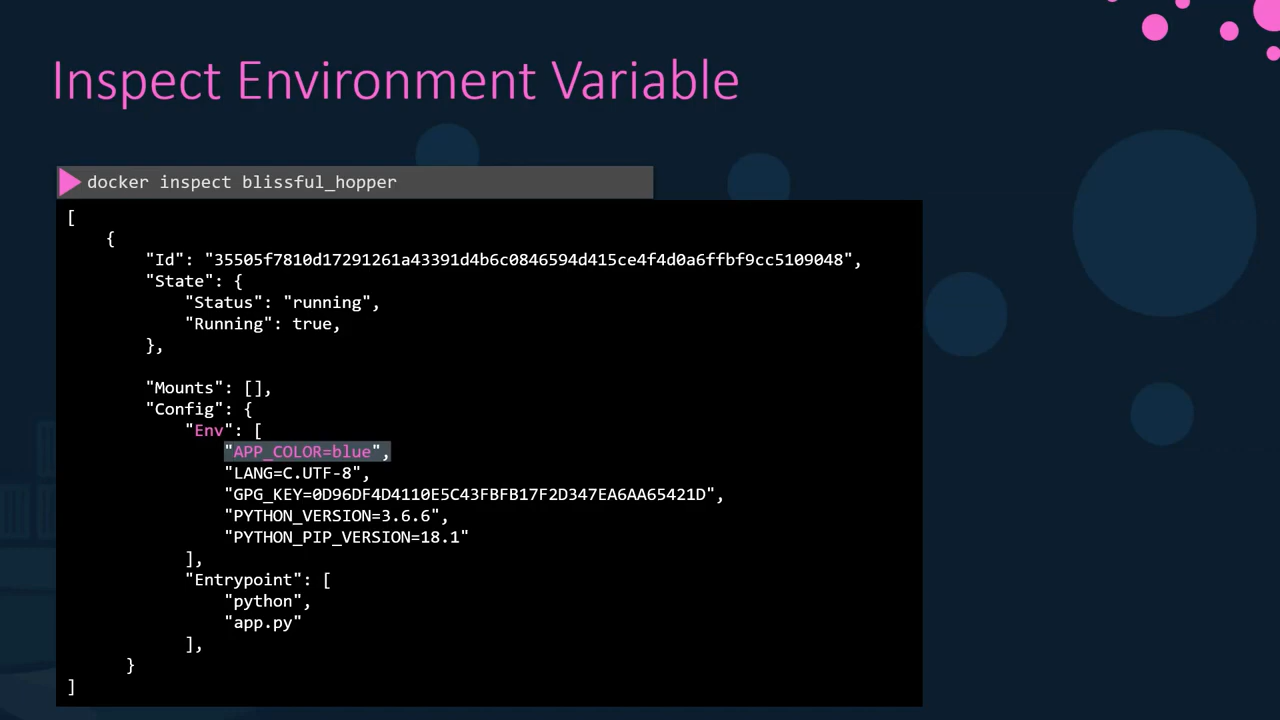 Inspect Environment Variable
docker inspect blissful_hopper
[
{
"Id": "35505f7810d17291261a43391d4b6c0846594d415ce4f4d0a6ffbf9cc5109048",
"State": {
"Status": "running",
"Running": true,
},
"Mounts": [],
"Config": {
"Env": [
"APP_COLOR=blue",
"LANG=C.UTF-8",
"GPG_KEY=0D96DF4D4110E5C43FBFB17F2D347EA6AA65421D",
"PYTHON_VERSION=3.6.6",
"PYTHON_PIP_VERSION=18.1"
],
"Entrypoint": [
"python",
"app.py"
],
}
]